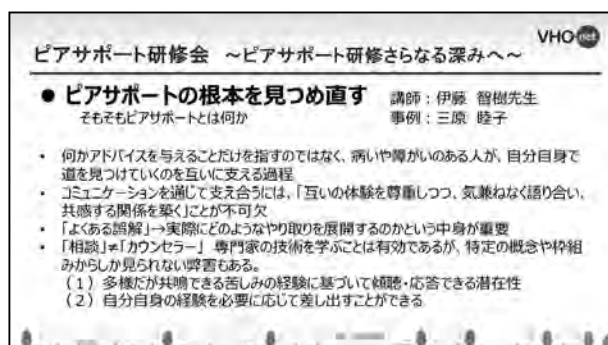 VHO-net
ピアサポート研修会 ~ピアサポート研修さらなる深みへ~
● ピアサポートの根本を見つめ直す 講師：伊藤 智樹先生
そもそもピアサポートとは何か 事例：三原 睦子
・ 何かアドバイスを与えることだけを指すのではなく、病いや障がいのある人が、自分自身で
道を見つけていくのを互いに支える過程
・ コミュニケーションを通じて支え合うには、「互いの体験を尊重しつつ、気兼ねなく語り合い、
共感する関係を築く」ことが不可欠
・ 「よくある誤解」→実際にどのようなやり取りを展開するのかという中身が重要
・ 「相談」≠「カウンセラー」 専門家の技術を学ぶことは有効であるが、特定の概念や枠組
みからしか見られない弊害もある。
（１）多様だが共鳴できる苦しみの経験に基づいて傾聴・応答できる潜在性
（２）自分自身の経験を必要に応じて差し出すことができる